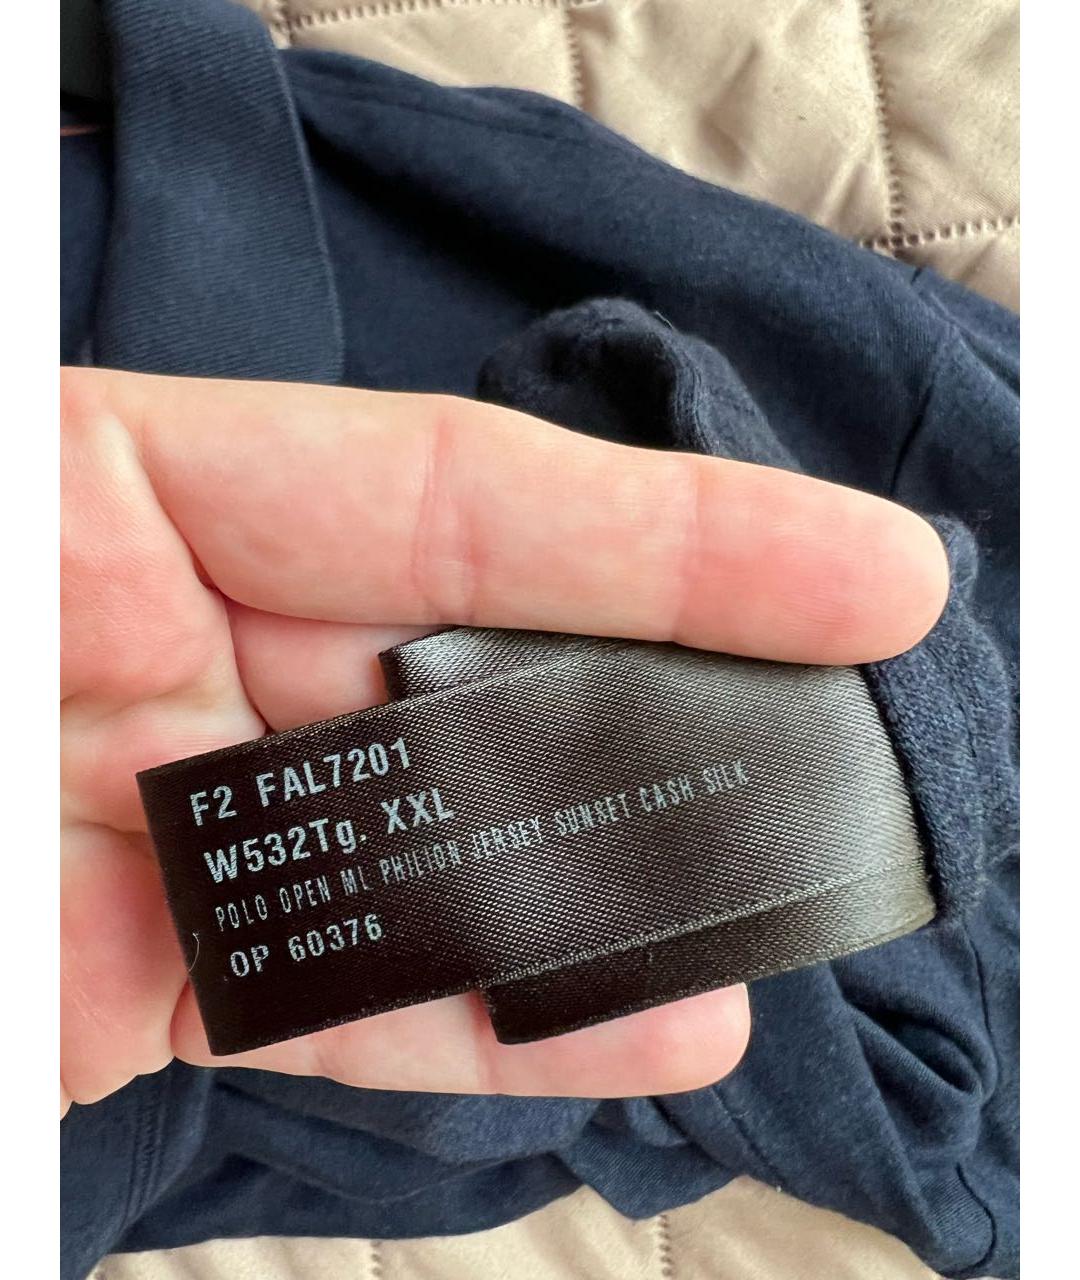 F2 FAL7201
W532Tg. XXL
POLO OPEN ML PHILION JERSEY SUNSET CASH SILK
OP 60376